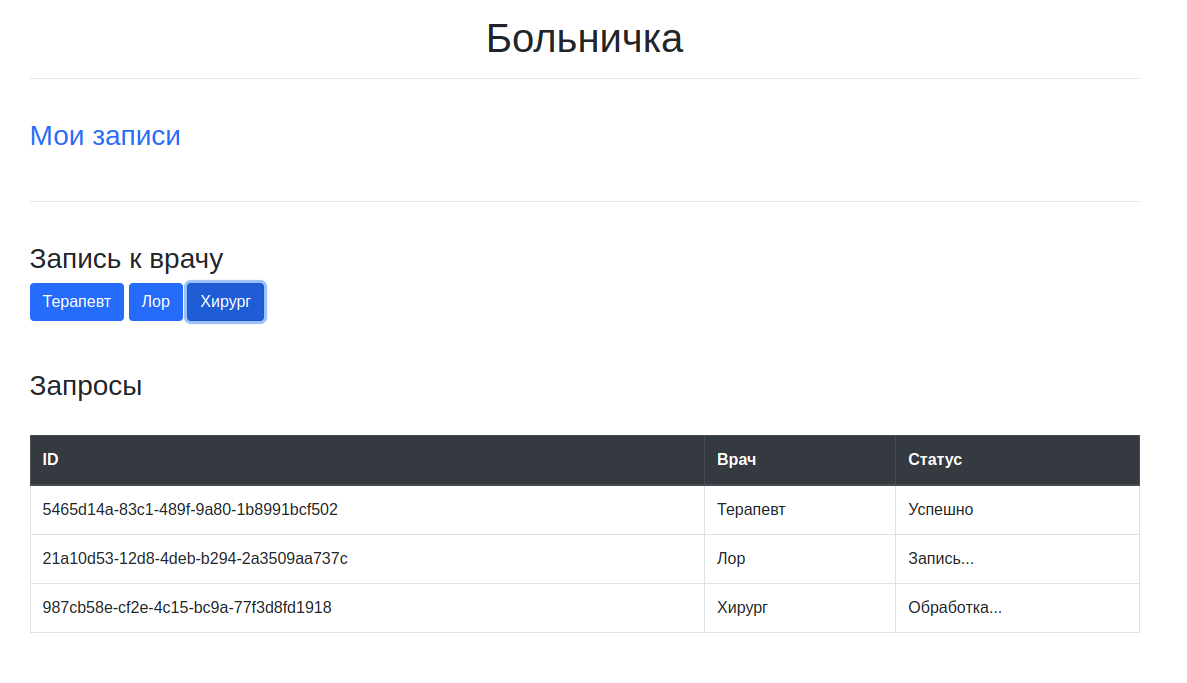 Больничка
Мои записи
Запись к врачу
Терапевт Лор Хирург
Запросы
ID Врач Статус
5465d14a-83c1-489f-9a80-1b8991bcf502 Терапевт Успешно
21a10d53-12d8-4deb-b294-2a3509aa737c Лор Запись...
987cb58e-cf2e-4c15-bc9a-77f3d8fd1918 Хирург Обработка...